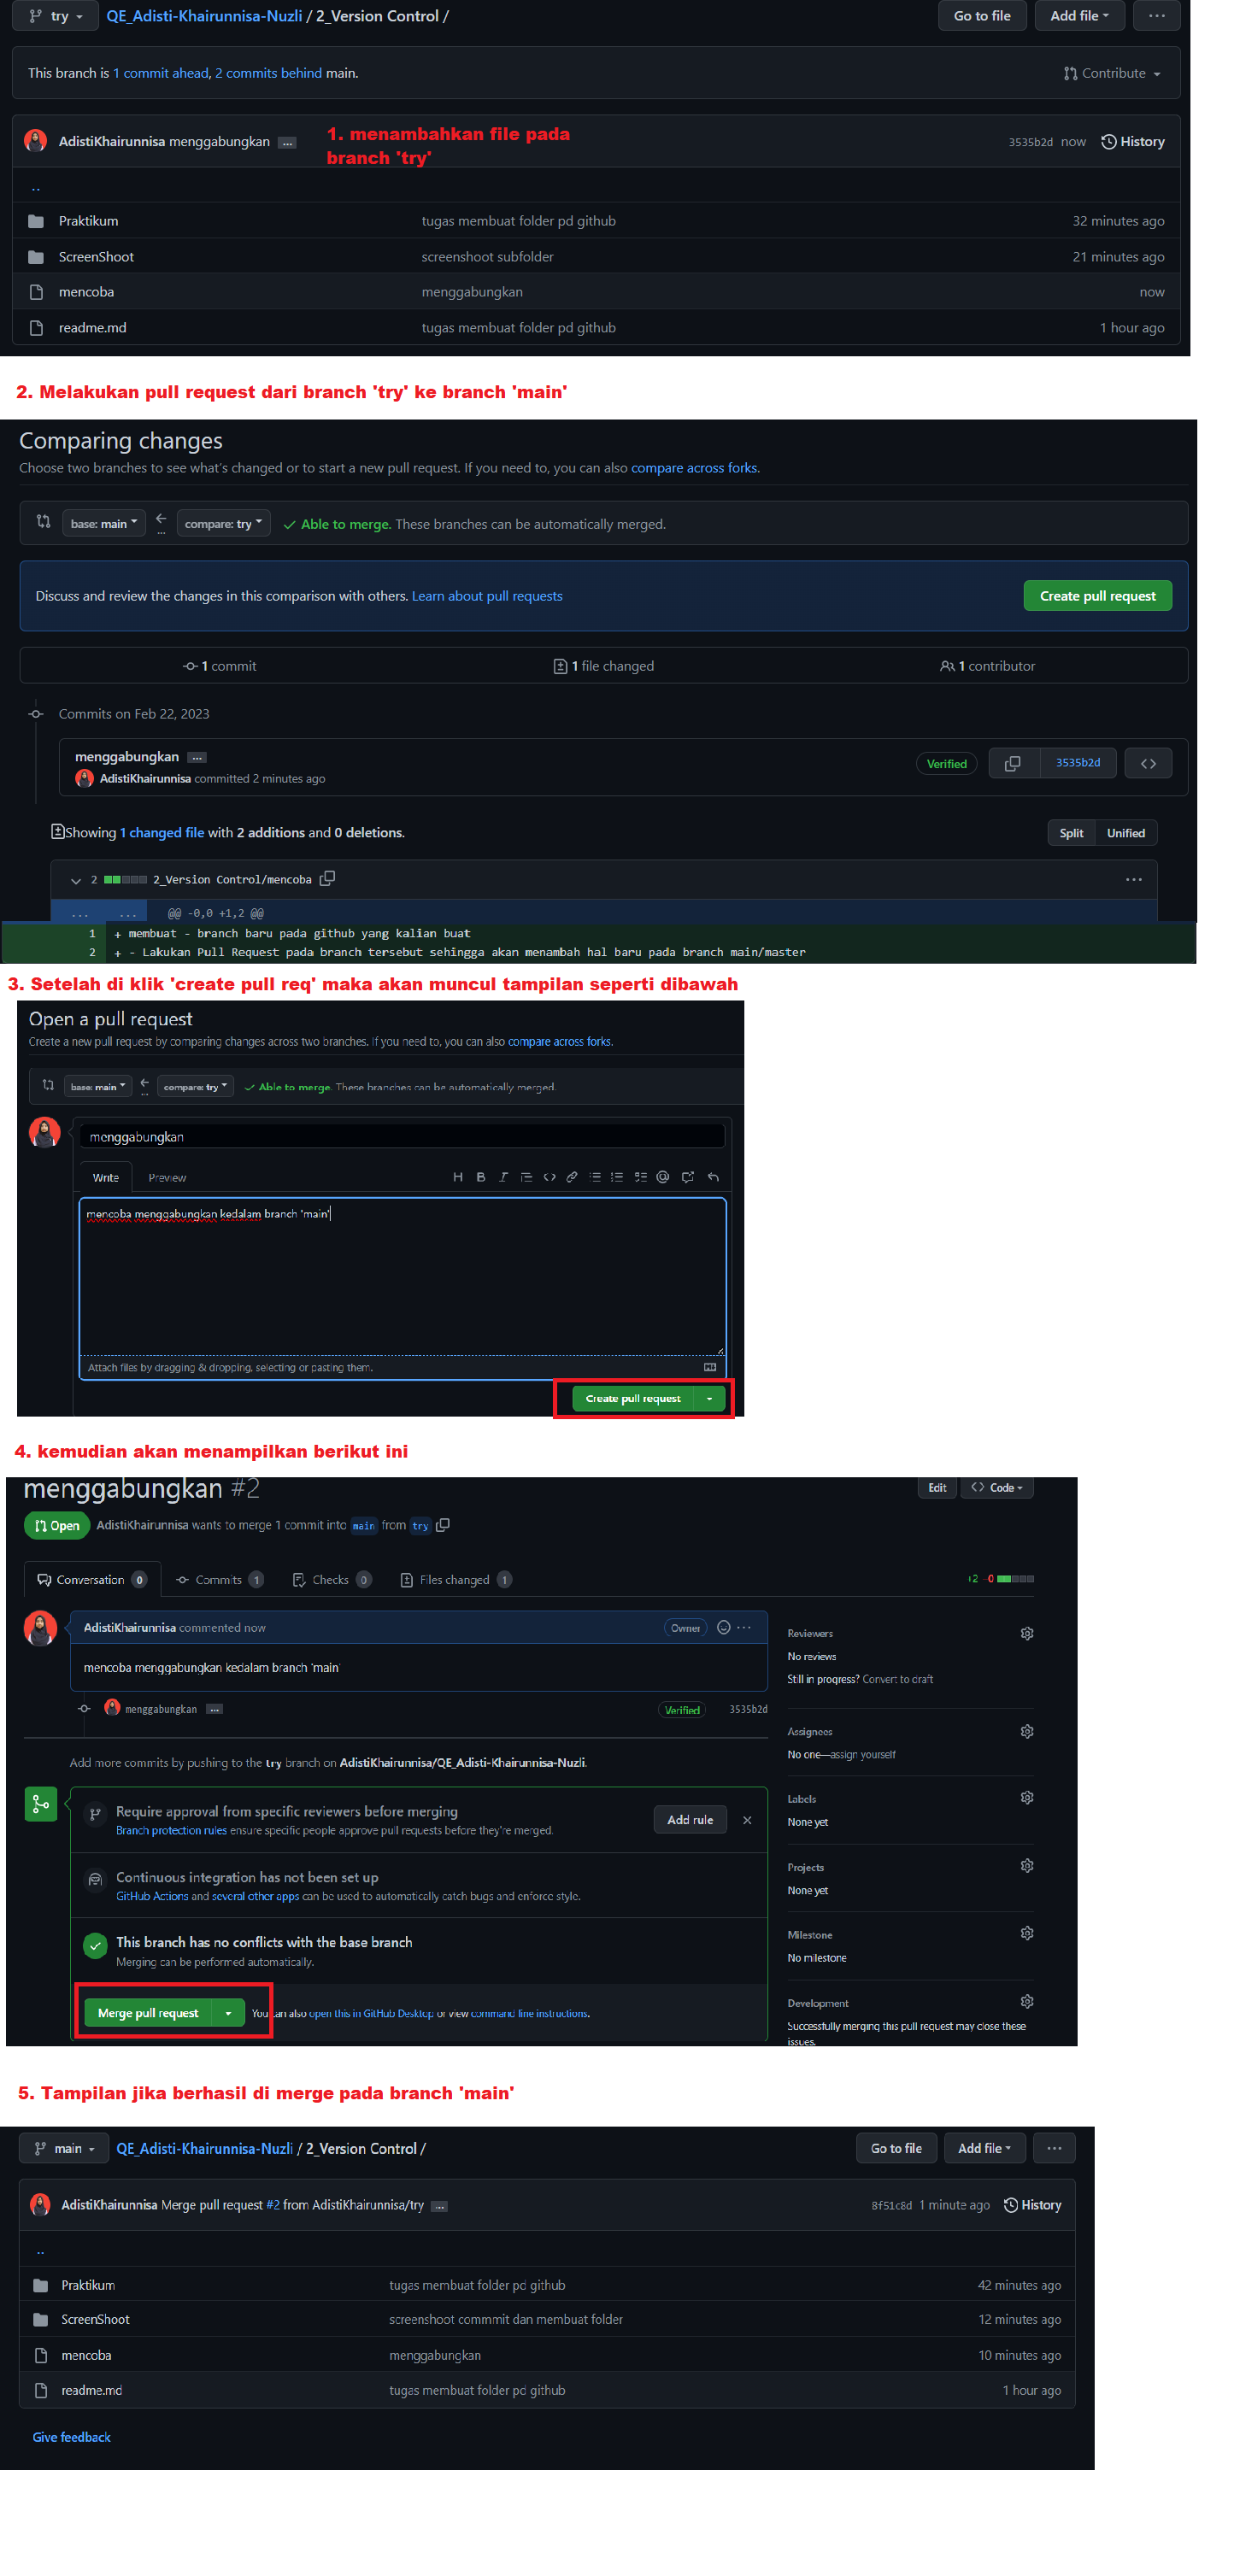 try QE_Adisti-Khairunnisa-Nuzli / 2_Version Control / Go to file Add file ...
This branch is 1 commit ahead, 2 commits behind main. Contribute
AdistiKhairunnisa menggabungkan ... 3535b2d now History
1. menambahkan file pada
branch 'try'
..
Praktikum tugas membuat folder pd github 32 minutes ago
ScreenShoot screenshoot subfolder 21 minutes ago
mencoba menggabungkan now
readme.md tugas membuat folder pd github 1 hour ago
2. Melakukan pull request dari branch 'try' ke branch 'main'
Comparing changes
Choose two branches to see what's changed or to start a new pull request. If you need to, you can also compare across forks.
base: main ... compare: try Able to merge. These branches can be automatically merged.
Discuss and review the changes in this comparison with others. Learn about pull requests Create pull request
1 commit 1 file changed 1 contributor
Commits on Feb 22, 2023
menggabungkan ...
AdistiKhairunnisa committed 2 minutes ago Verified 3535b2d
Showing 1 changed file with 2 additions and 0 deletions. Split Unified
2 2_Version Control/mencoba ...
... ... @@ -0,0 +1,2 @@
1 + membuat - branch baru pada github yang kalian buat
2 + - Lakukan Pull Request pada branch tersebut sehingga akan menambah hal baru pada branch main/master
3. Setelah di klik 'create pull req' maka akan muncul tampilan seperti dibawah
Open a pull request
Create a new pull request by comparing changes across two branches. If you need to, you can also compare across forks.
base: main ... compare: try Able to merge. These branches can be automatically merged.
menggabungkan
Write Preview H B I
mencoba menggabungkan kedalam branch 'main'
Attach files by dragging & dropping, selecting or pasting them.
Create pull request
4. kemudian akan menampilkan berikut ini
menggabungkan #2 Edit Code
Open AdistiKhairunnisa wants to merge 1 commit into main from try
Conversation 0 Commits 1 Checks 0 Files changed 1 +2 −0
AdistiKhairunnisa commented now Owner ...
mencoba menggabungkan kedalam branch 'main'
menggabungkan ... Verified 3535b2d
Add more commits by pushing to the try branch on AdistiKhairunnisa/QE_Adisti-Khairunnisa-Nuzli.
Require approval from specific reviewers before merging
Branch protection rules ensure specific people approve pull requests before they're merged.
Add rule
Continuous integration has not been set up
GitHub Actions and several other apps can be used to automatically catch bugs and enforce style.
This branch has no conflicts with the base branch
Merging can be performed automatically.
Merge pull request You can also open this in GitHub Desktop or view command line instructions.
Reviewers
No reviews
Still in progress? Convert to draft
Assignees
No one—assign yourself
Labels
None yet
Projects
None yet
Milestone
No milestone
Development
Successfully merging this pull request may close these
issues.
5. Tampilan jika berhasil di merge pada branch 'main'
main QE_Adisti-Khairunnisa-Nuzli / 2_Version Control / Go to file Add file ...
AdistiKhairunnisa Merge pull request #2 from AdistiKhairunnisa/try ... 8f51c8d 1 minute ago History
..
Praktikum tugas membuat folder pd github 42 minutes ago
ScreenShoot screenshoot commmit dan membuat folder 12 minutes ago
mencoba menggabungkan 10 minutes ago
readme.md tugas membuat folder pd github 1 hour ago
Give feedback